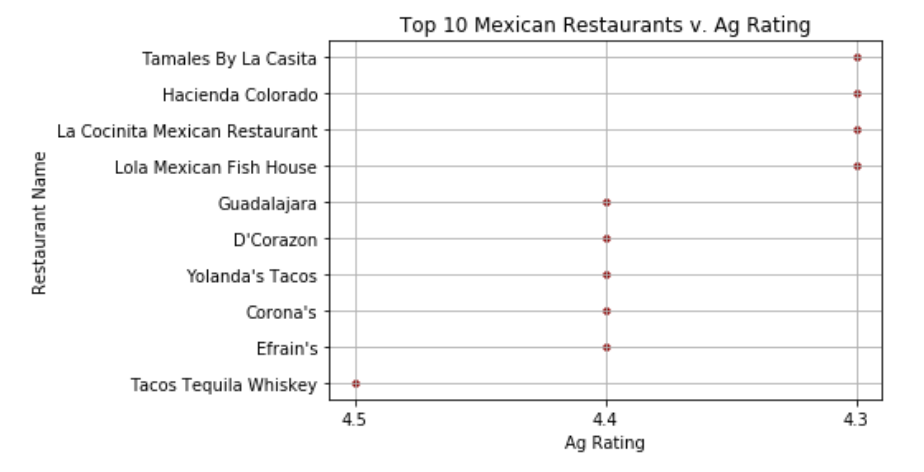 Top 10 Mexican Restaurants v. Ag Rating
Restaurant Name
Tamales By La Casita
Hacienda Colorado
La Cocinita Mexican Restaurant
Lola Mexican Fish House
Guadalajara
D'Corazon
Yolanda's Tacos
Corona's
Efrain's
Tacos Tequila Whiskey
4.5 4.4 4.3
Ag Rating